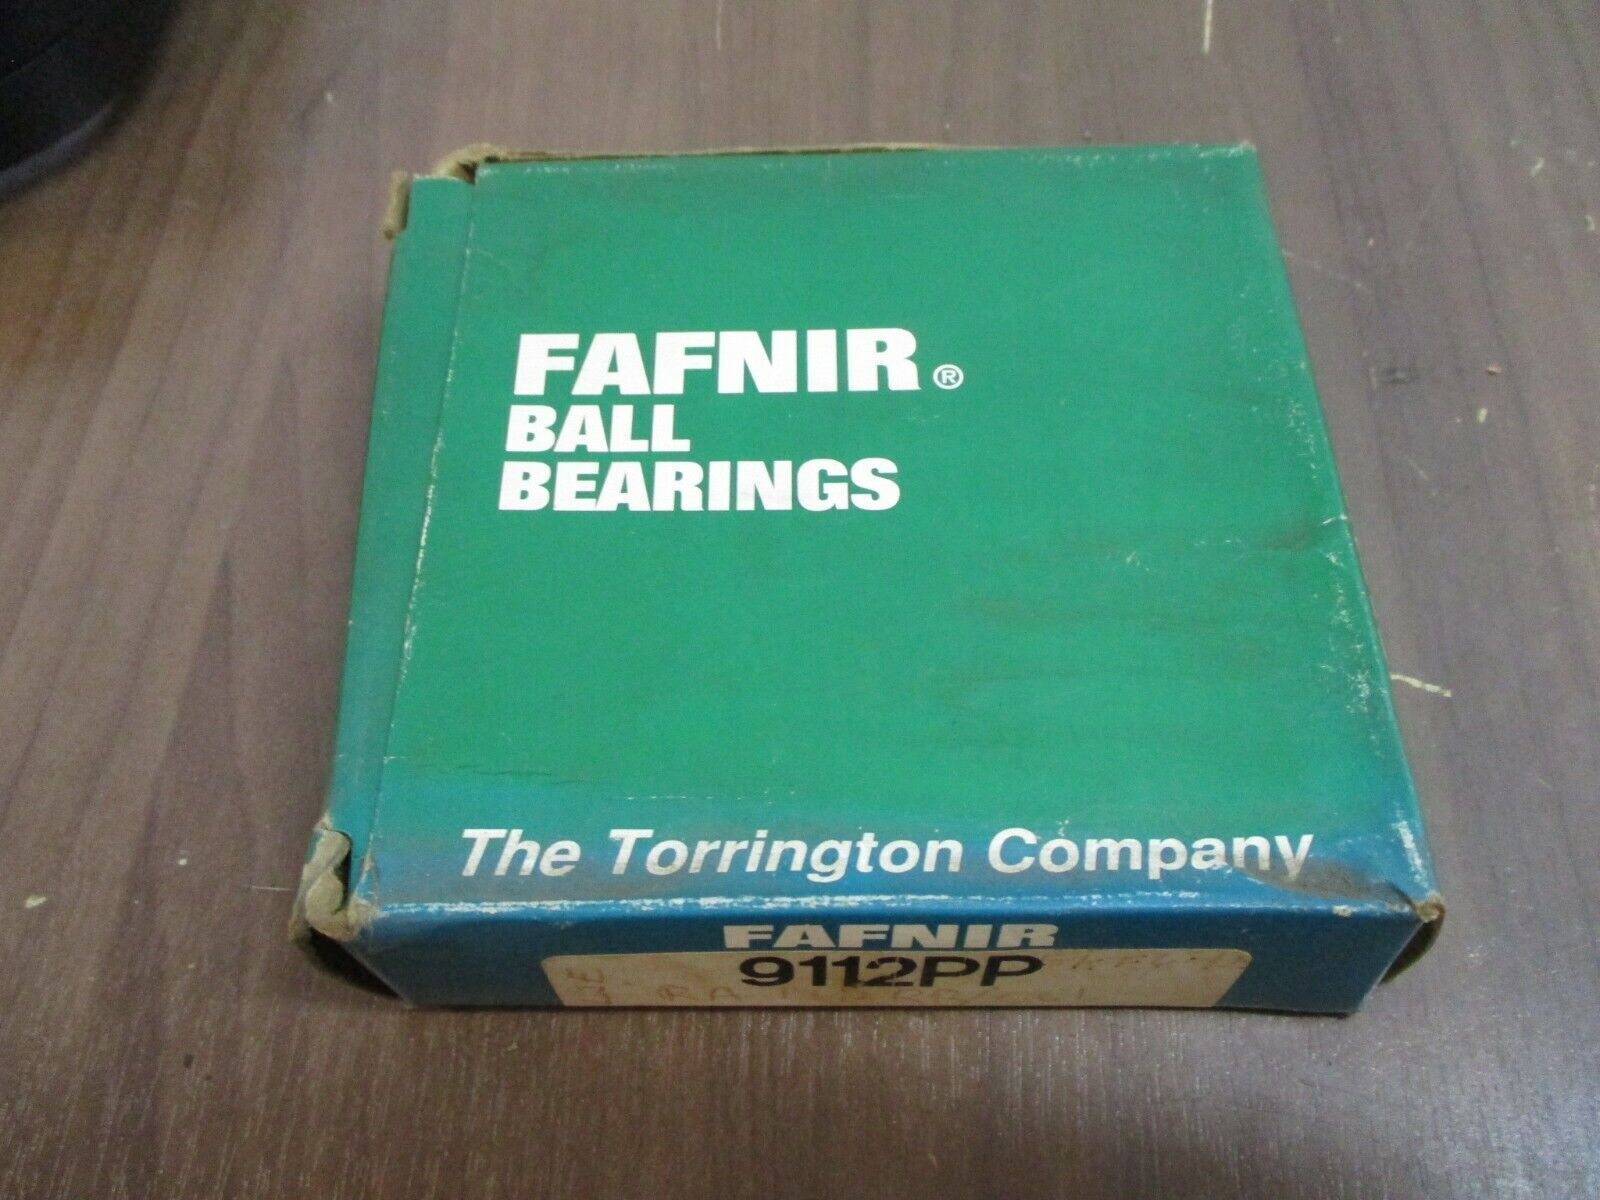 FAFNIR®
BALL
BEARINGS
The Torrington Company
FAFNIR
9112PP